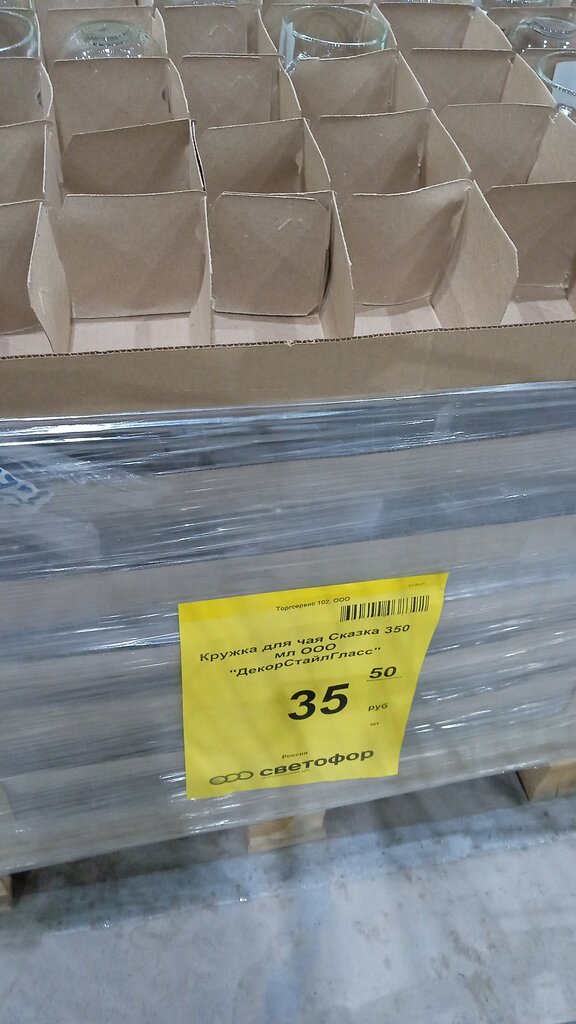 Торгсервис 102, ООО
Кружка для чая Сказка 350
мл ООО
"ДекорСтайлГласс"
35 50
руб
шт
Россия
светофор